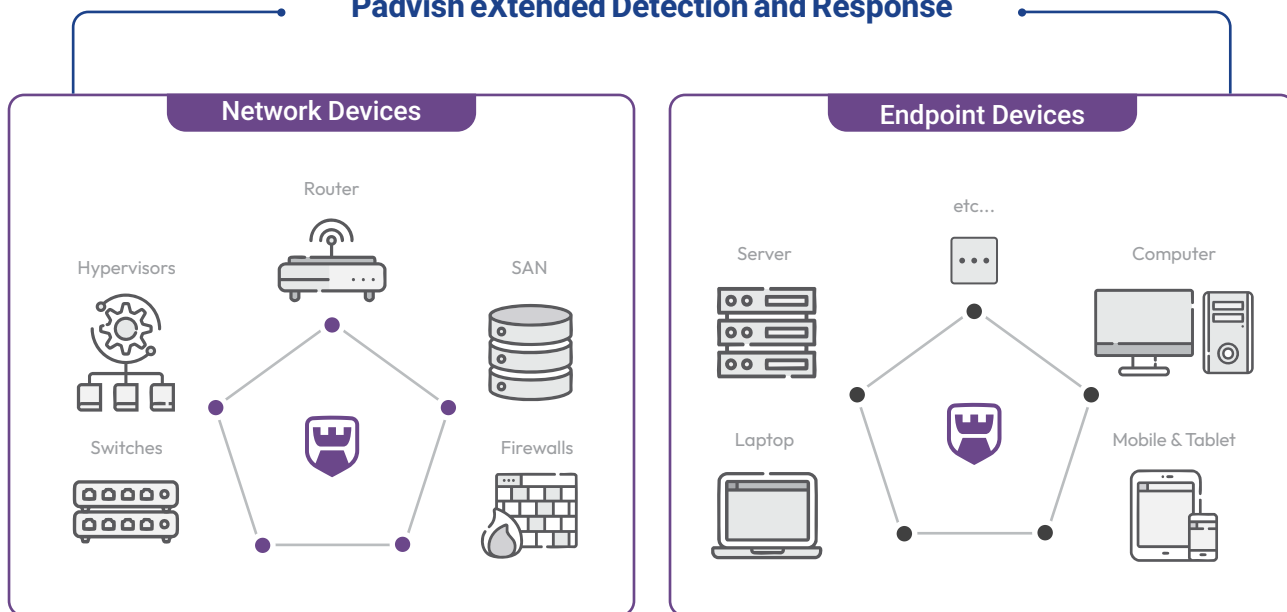 Padvish eXtended Detection and Response
Network Devices
Router
Hypervisors
SAN
Switches
Firewalls
Endpoint Devices
etc...
Server
Computer
Laptop
Mobile & Tablet